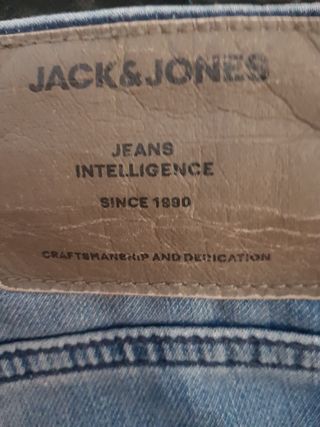 JACK&JONES
JEANS
INTELLIGENCE
SINCE 1990
CRAFTSMANSHIP AND DEDICATION